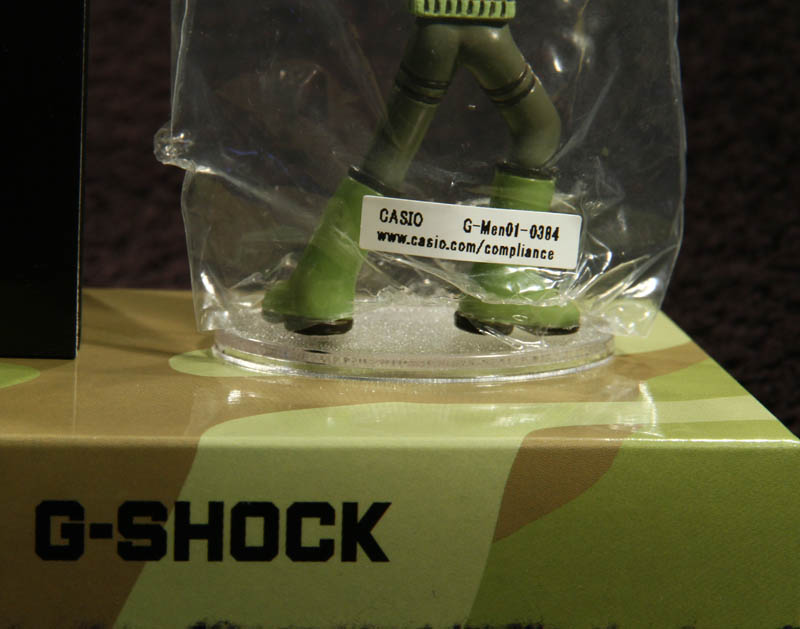 CASIO G-Men01-0384
www.casio.com/compliance
G-SHOCK